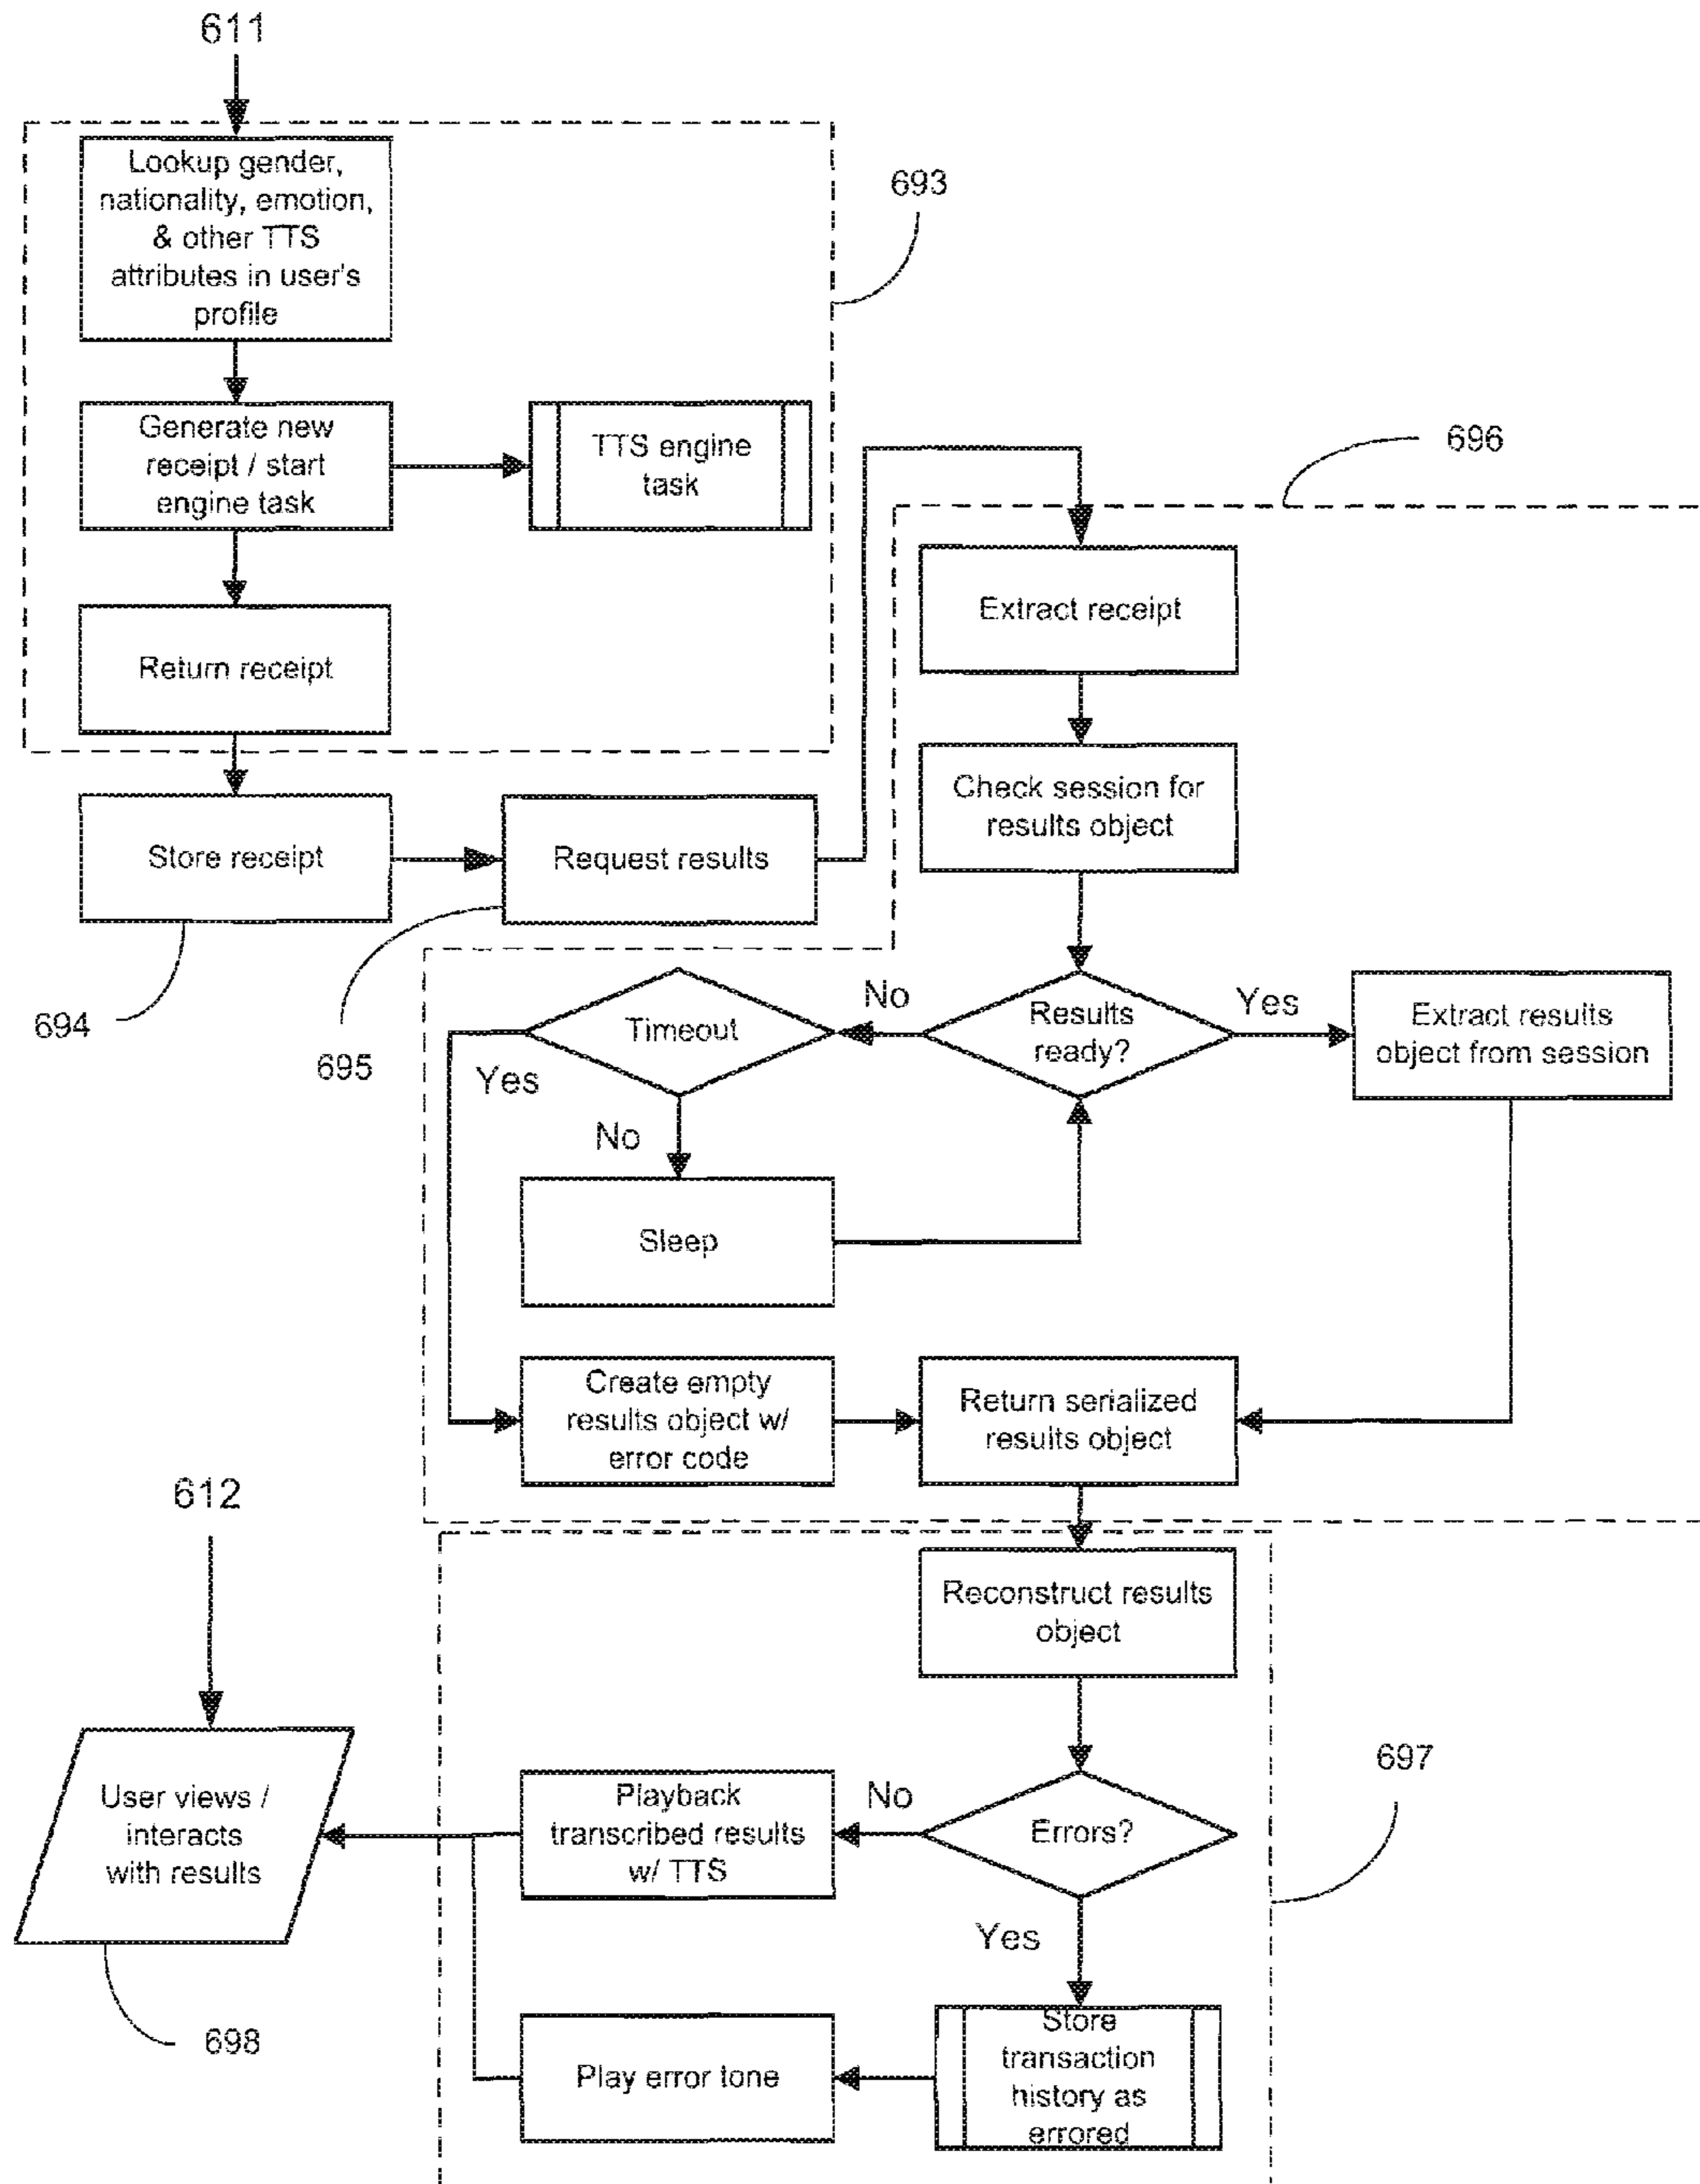 611
Lookup gender,
nationality, emotion,
& other TTS
attributes in user's
profile
693
Generate new
receipt / start
engine task
TTS engine
task
696
Extract receipt
Return receipt
Check session for
results object
Store receipt
Request results
694
695
Timeout
No
Results
ready?
Yes
Extract results
object from session
Yes
No
Sleep
Create empty
results object w/
error code
Return serialized
results object
612
Reconstruct results
object
697
User views /
interacts
with results
Playback
transcribed results
w/ TTS
No
Errors?
Yes
698
Play error tone
Store
transaction
history as
errored